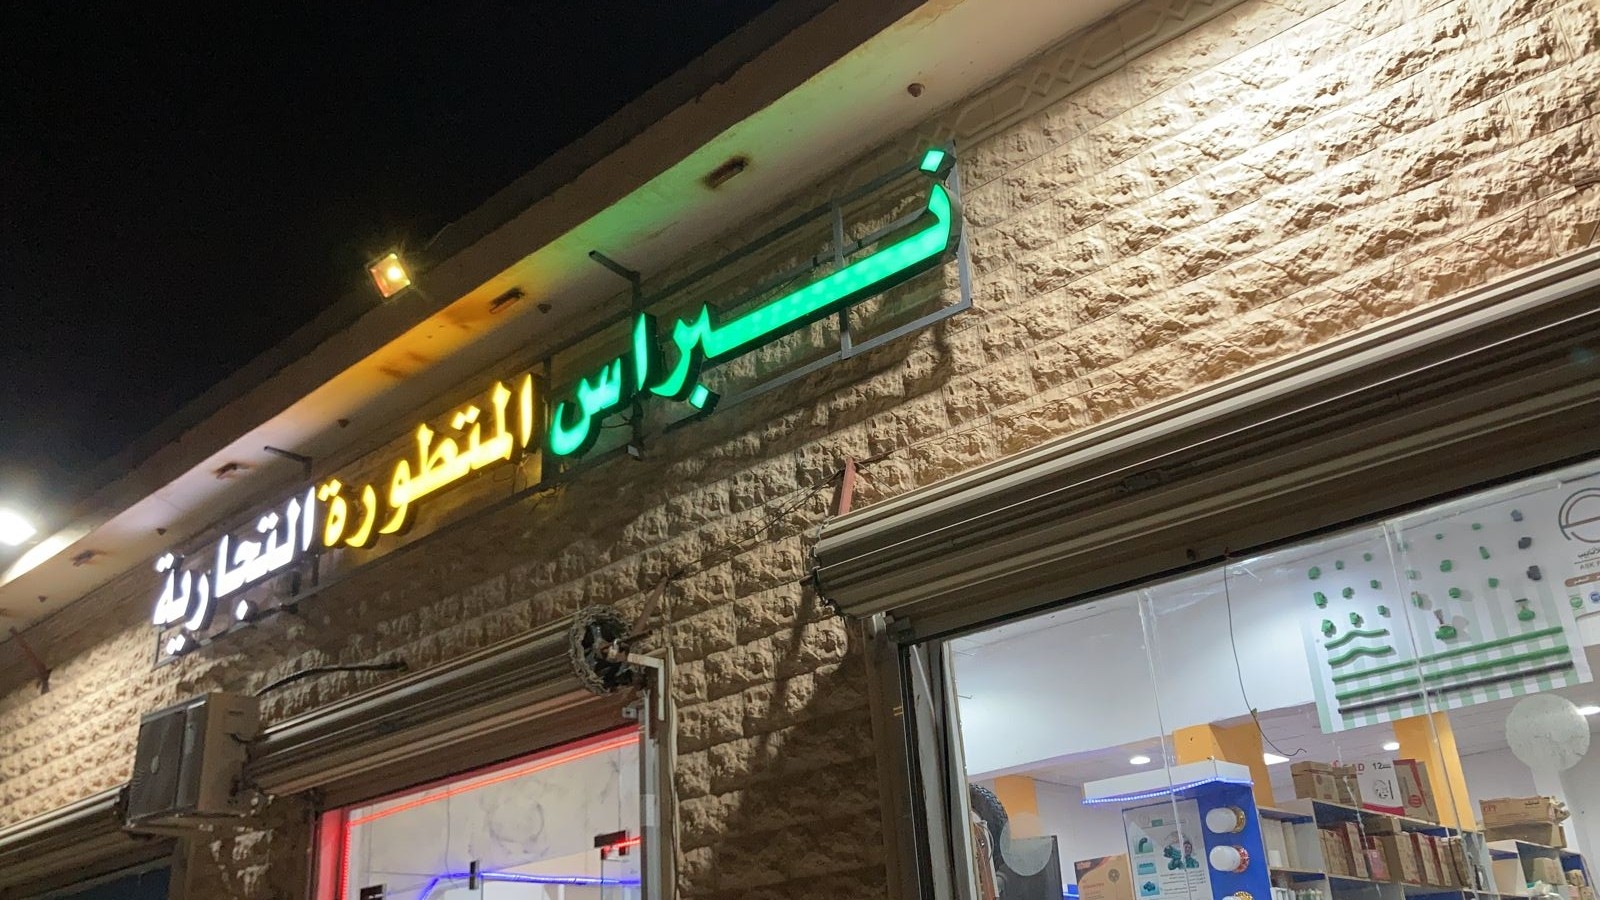 نبراس المتطورة التجارية